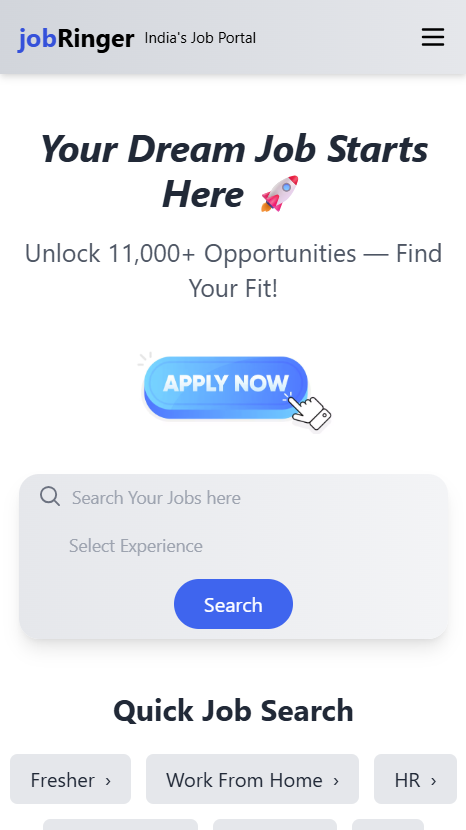 jobRinger India's Job Portal
Your Dream Job Starts
Here 🚀
Unlock 11,000+ Opportunities — Find
Your Fit!
APPLY NOW
Search Your Jobs here
Select Experience
Search
Quick Job Search
Fresher ›
Work From Home ›
HR ›